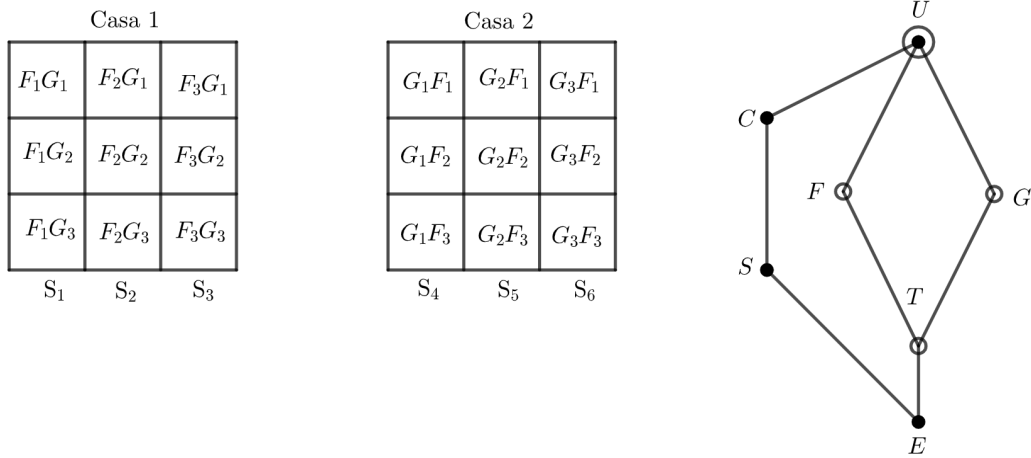 Casa 1
F₁G₁ F₂G₁ F₃G₁
F₁G₂ F₂G₂ F₃G₂
F₁G₃ F₂G₃ F₃G₃
S₁ S₂ S₃
Casa 2
G₁F₁ G₂F₁ G₃F₁
G₁F₂ G₂F₂ G₃F₂
G₁F₃ G₂F₃ G₃F₃
S₄ S₅ S₆
U
C
F
G
S
T
E